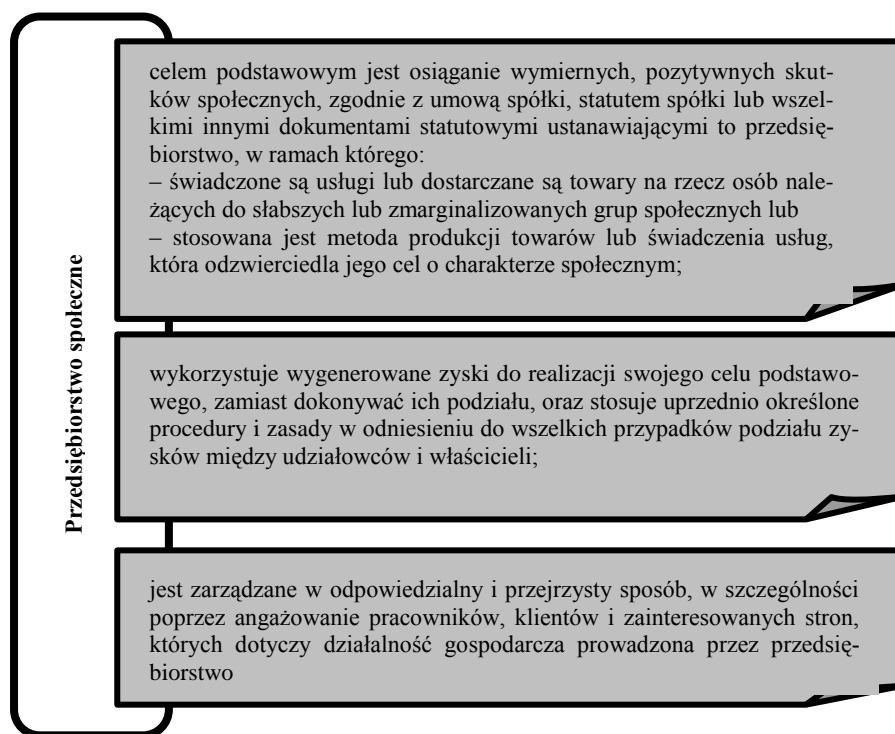 Przedsiębiorstwo społeczne
celem podstawowym jest osiąganie wymiernych, pozytywnych skut-
ków społecznych, zgodnie z umową spółki, statutem spółki lub wszel-
kimi innymi dokumentami statutowymi ustanawiającymi to przedsię-
biorstwo, w ramach którego:
– świadczone są usługi lub dostarczane są towary na rzecz osób nale-
żących do słabszych lub zmarginalizowanych grup społecznych lub
– stosowana jest metoda produkcji towarów lub świadczenia usług,
która odzwierciedla jego cel o charakterze społecznym;
wykorzystuje wygenerowane zyski do realizacji swojego celu podstawo-
wego, zamiast dokonywać ich podziału, oraz stosuje uprzednio określone
procedury i zasady w odniesieniu do wszelkich przypadków podziału zy-
sków między udziałowców i właścicieli;
jest zarządzane w odpowiedzialny i przejrzysty sposób, w szczególności
poprzez angażowanie pracowników, klientów i zainteresowanych stron,
których dotyczy działalność gospodarcza prowadzona przez przedsię-
biorstwo